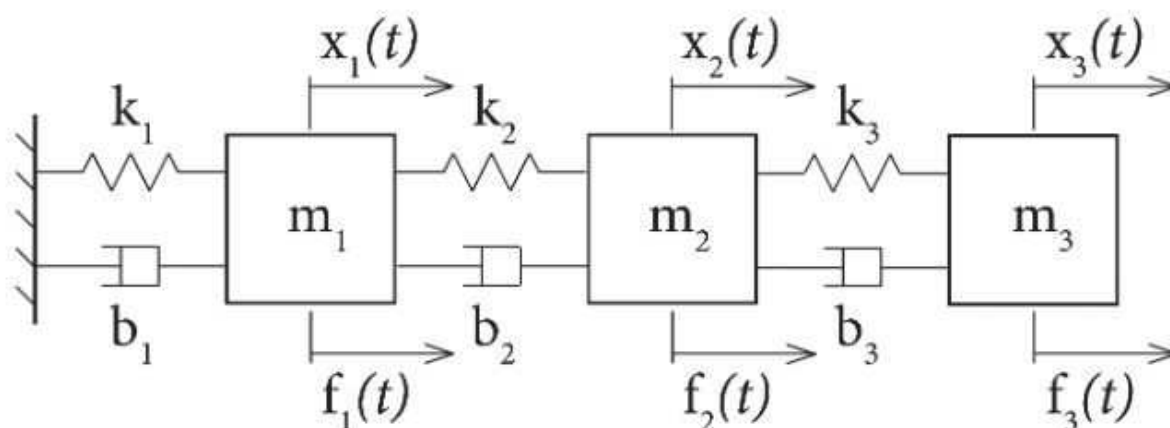 x₁(t) x₂(t) x₃(t)
k₁ k₂ k₃
m₁ m₂ m₃
b₁ b₂ b₃
f₁(t) f₂(t) f₃(t)